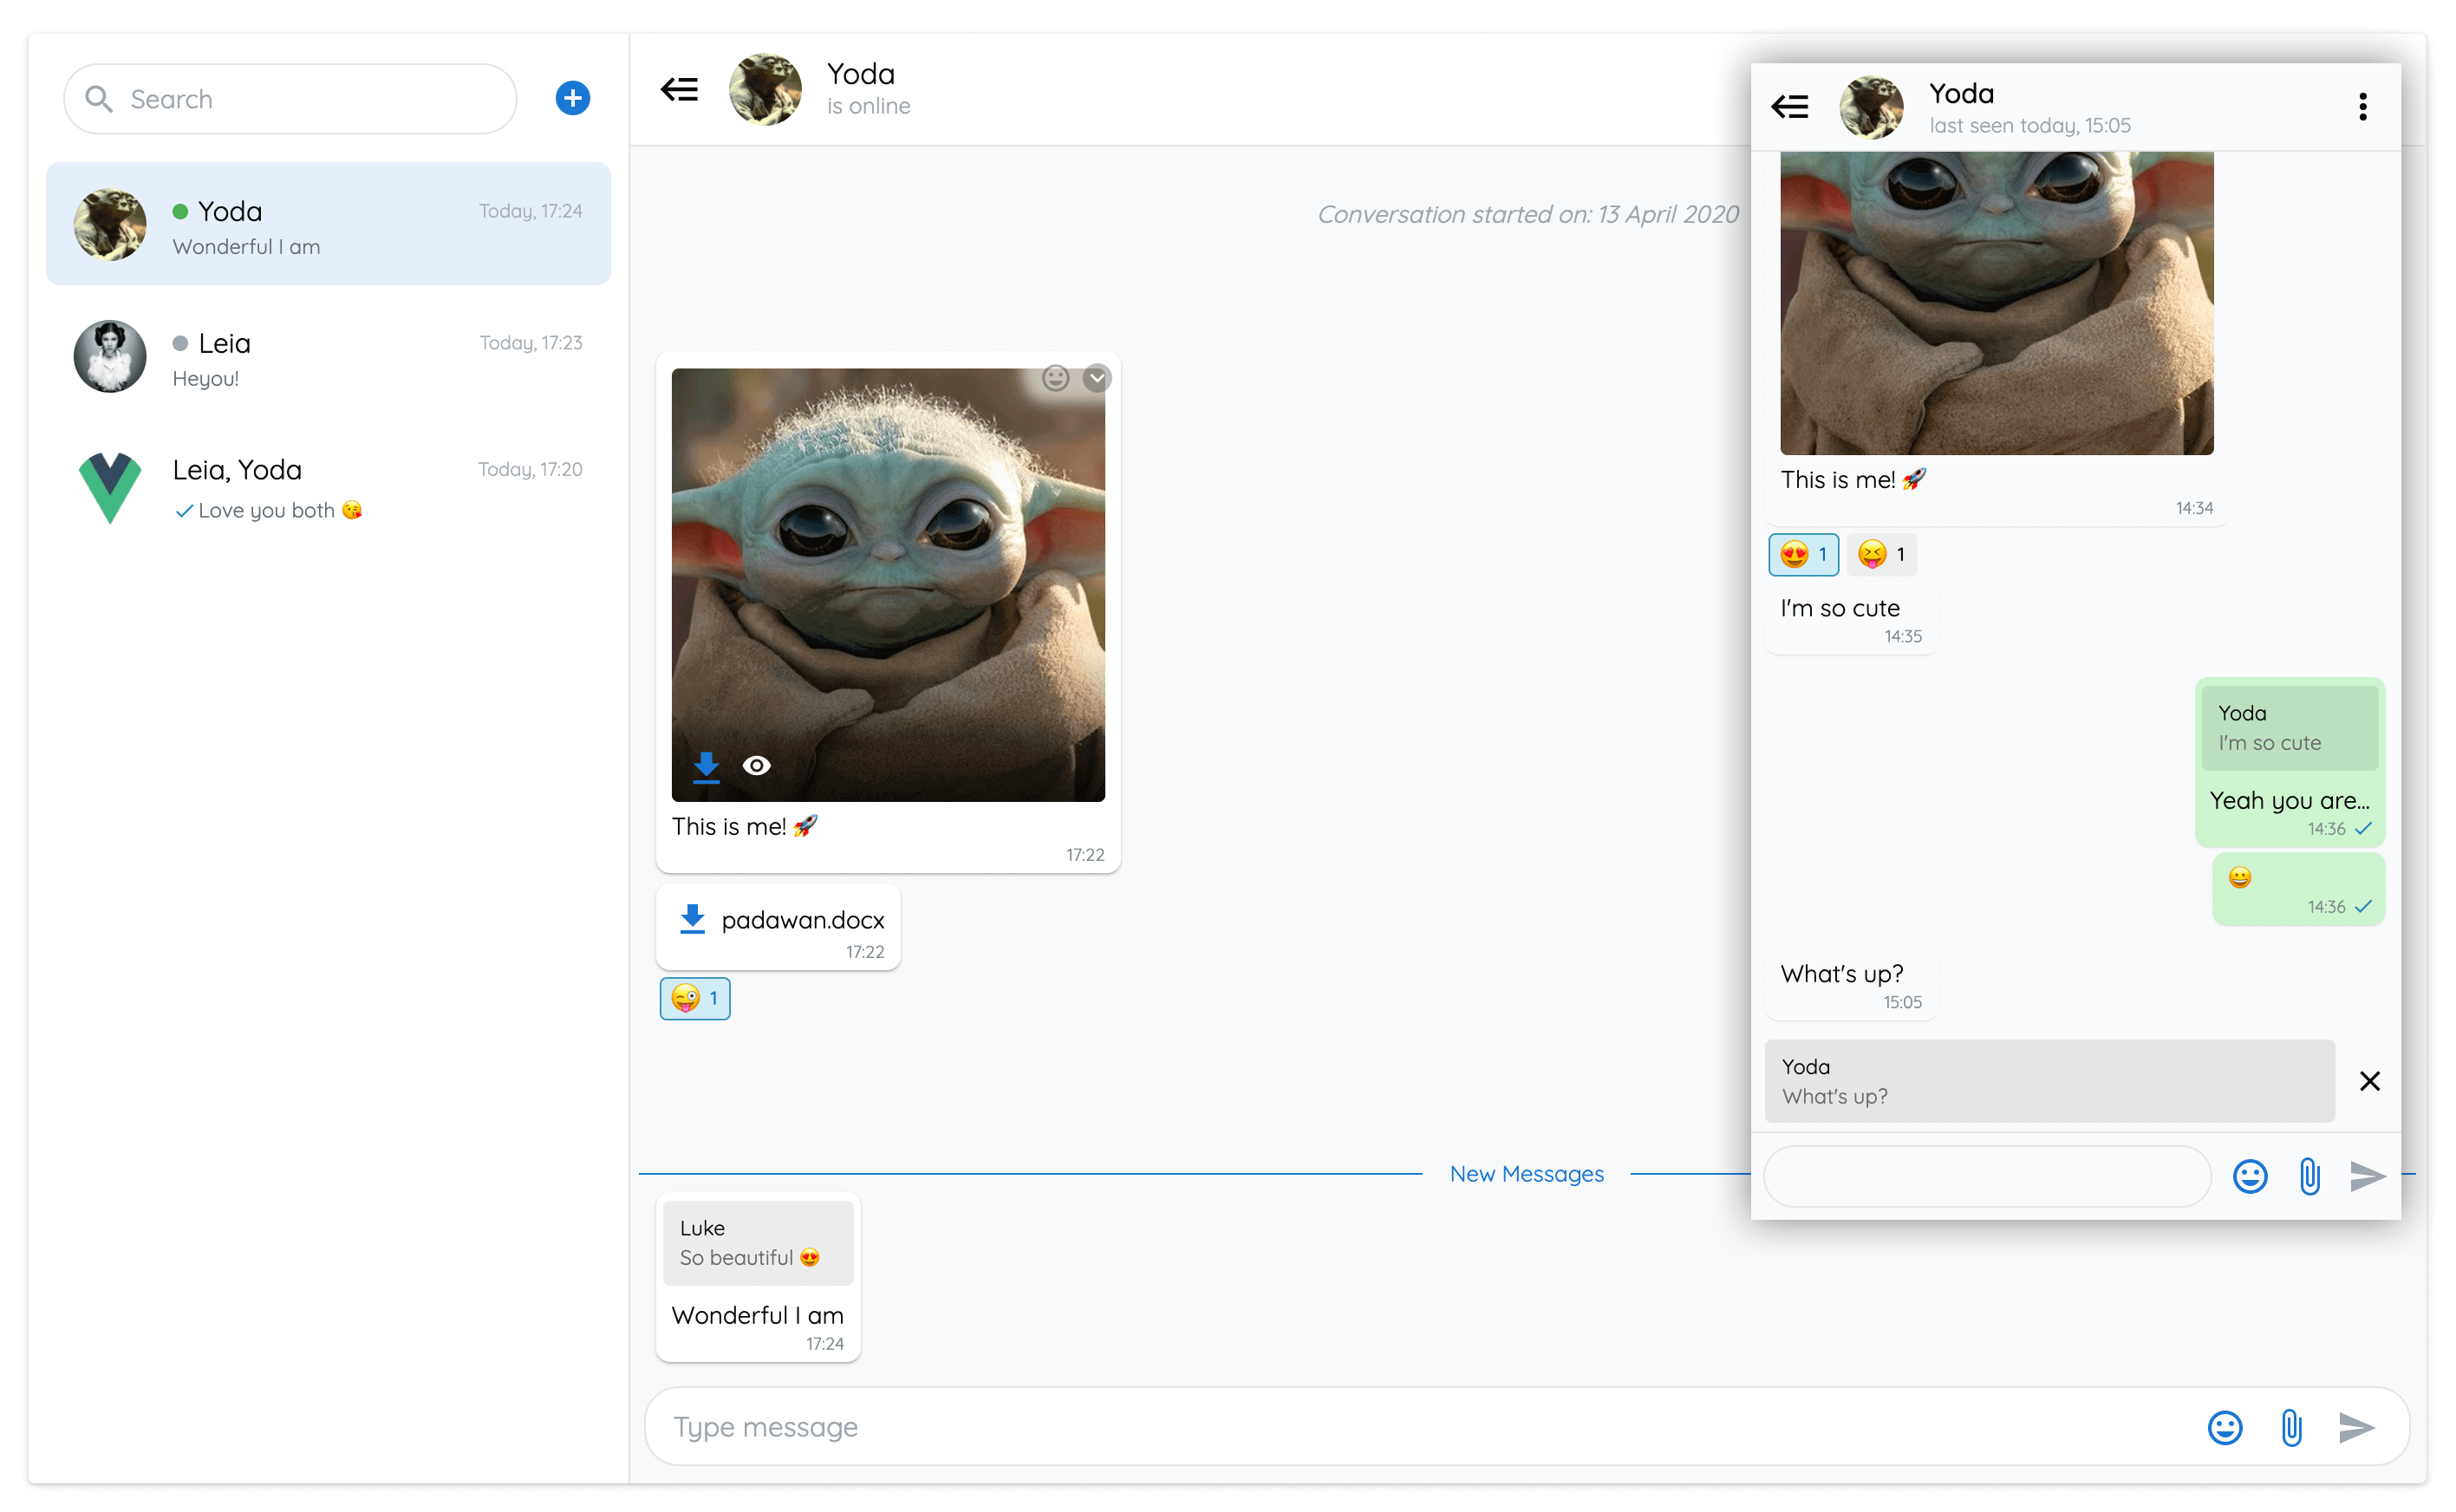 Search
Yoda
Today, 17:24
Wonderful I am
Leia
Today, 17:23
Heyou!
Leia, Yoda
Today, 17:20
Love you both 😘
Yoda
is online
Conversation started on: 13 April 2020
This is me! 🚀
17:22
padawan.docx
17:22
😜 1
New Messages
Luke
So beautiful 😍
Wonderful I am
17:24
Type message
Yoda
last seen today, 15:05
This is me! 🚀
14:34
😍 1 😝 1
I'm so cute
14:35
Yoda
I'm so cute
Yeah you are...
14:36
😀
14:36
What's up?
15:05
Yoda
What's up?